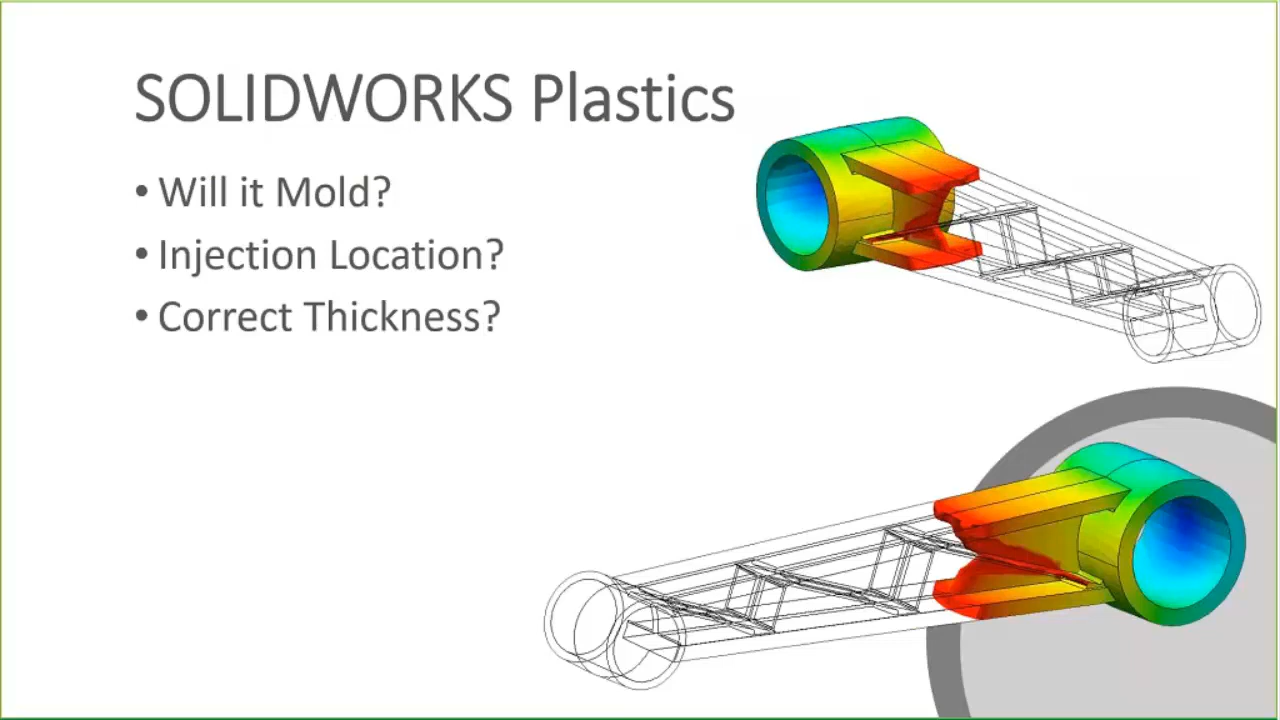 SOLIDWORKS Plastics
• Will it Mold?
• Injection Location?
• Correct Thickness?